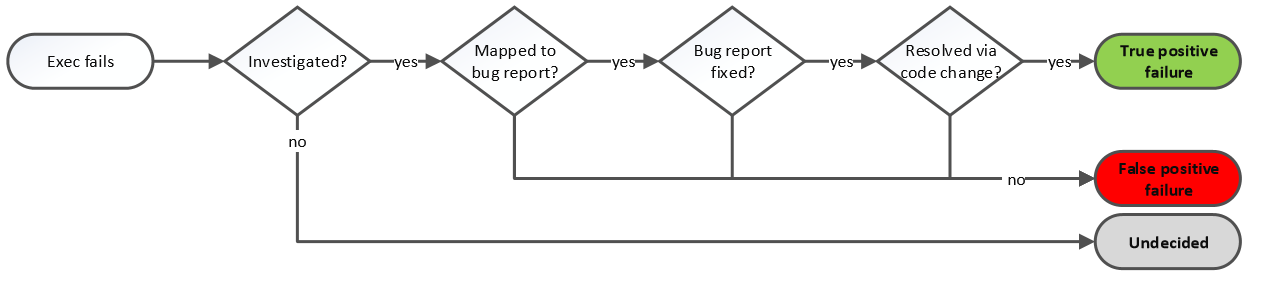 Exec fails
Investigated?
yes
Mapped to
bug report?
yes
Bug report
fixed?
yes
Resolved via
code change?
yes
True positive
failure
no
no
False positive
failure
Undecided